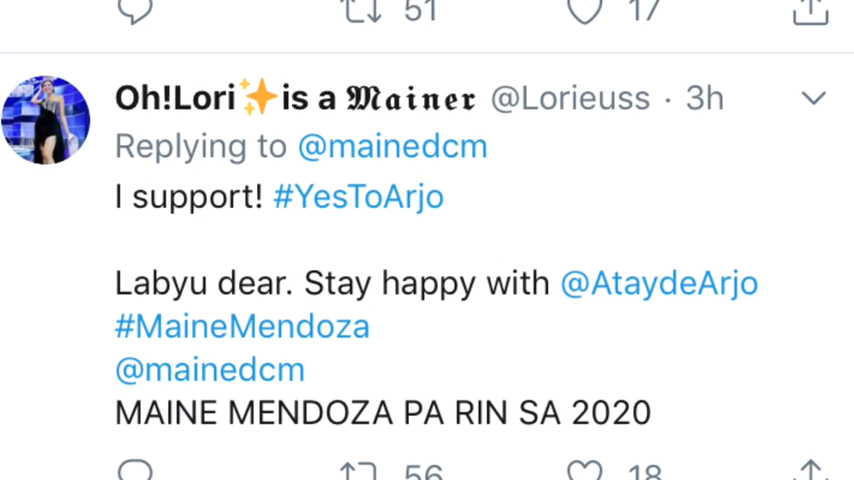 51 17
Oh!Lori✨is a 𝕸𝖆𝖎𝖓𝖊𝖗 @Lorieuss · 3h
Replying to @mainedcm
I support! #YesToArjo
Labyu dear. Stay happy with @AtaydeArjo
#MaineMendoza
@mainedcm
MAINE MENDOZA PA RIN SA 2020
56 18